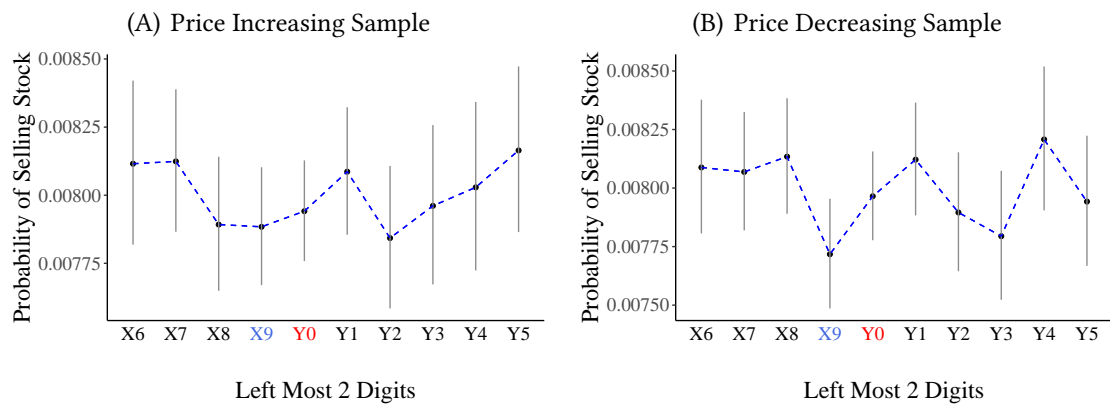 (A) Price Increasing Sample
Probability of Selling Stock
0.00850
0.00825
0.00800
0.00775
X6 X7 X8 X9 Y0 Y1 Y2 Y3 Y4 Y5
Left Most 2 Digits
(B) Price Decreasing Sample
Probability of Selling Stock
0.00850
0.00825
0.00800
0.00775
0.00750
X6 X7 X8 X9 Y0 Y1 Y2 Y3 Y4 Y5
Left Most 2 Digits